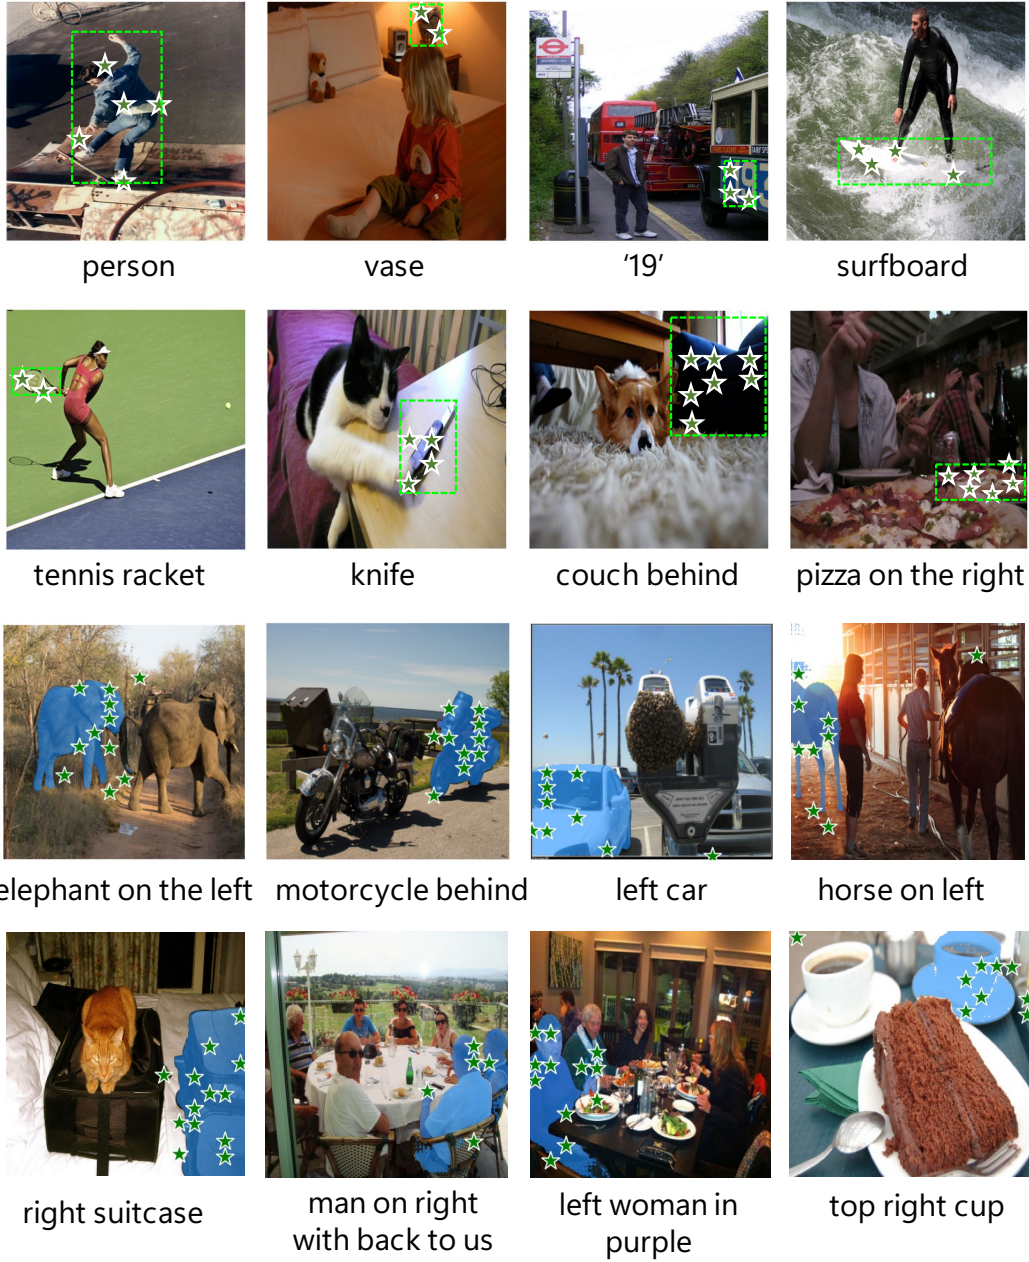 person
vase
'19'
surfboard
tennis racket
knife
couch behind
pizza on the right
elephant on the left
motorcycle behind
left car
horse on left
right suitcase
man on right
with back to us
left woman in
purple
top right cup